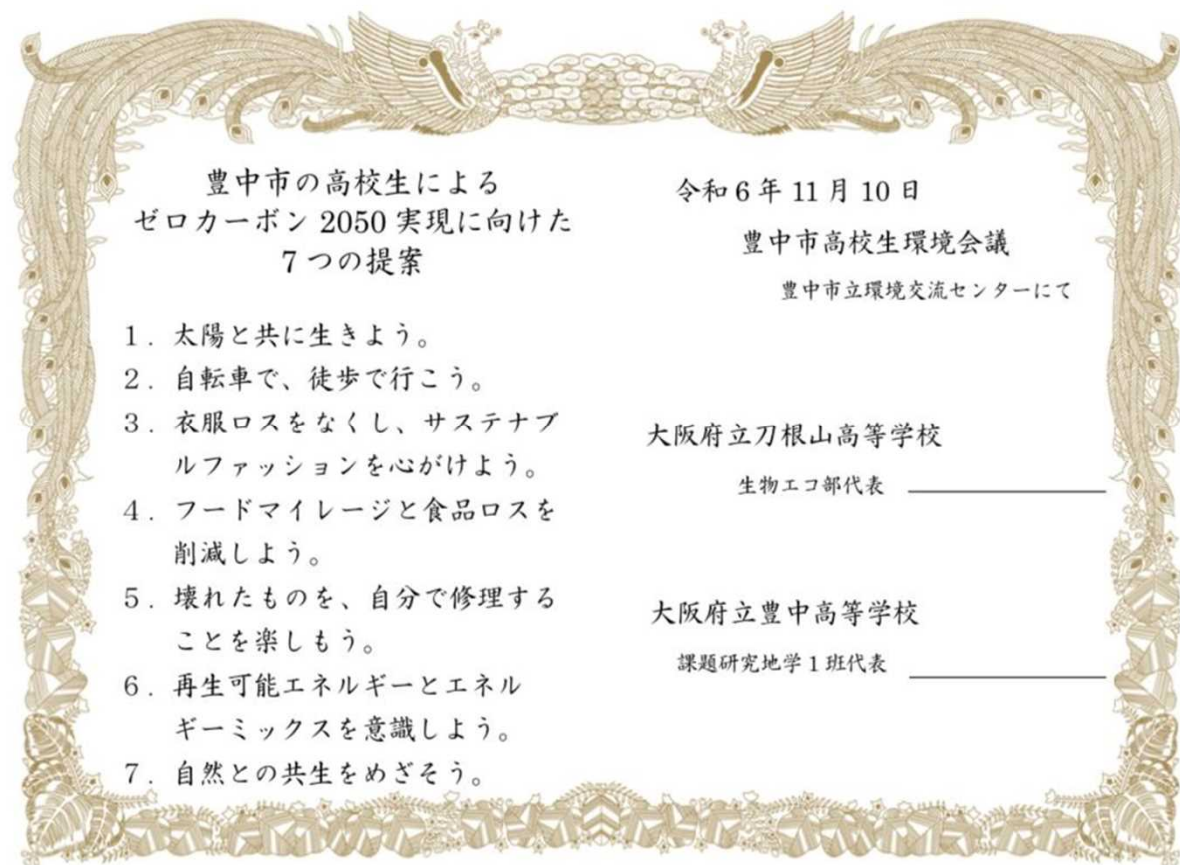 豊中市の高校生による
ゼロカーボン 2050 実現に向けた
7つの提案
1. 太陽と共に生きよう。
2. 自転車で、徒歩で行こう。
3. 衣服ロスをなくし、サステナブ
ルファッションを心がけよう。
4. フードマイレージと食品ロスを
削減しよう。
5. 壊れたものを、自分で修理する
ことを楽しもう。
6. 再生可能エネルギーとエネル
ギーミックスを意識しよう。
7. 自然との共生をめざそう。
令和6年11月10日
豊中市高校生環境会議
豊中市立環境交流センターにて
大阪府立刀根山高等学校
生物エコ部代表
大阪府立豊中高等学校
課題研究地学1班代表